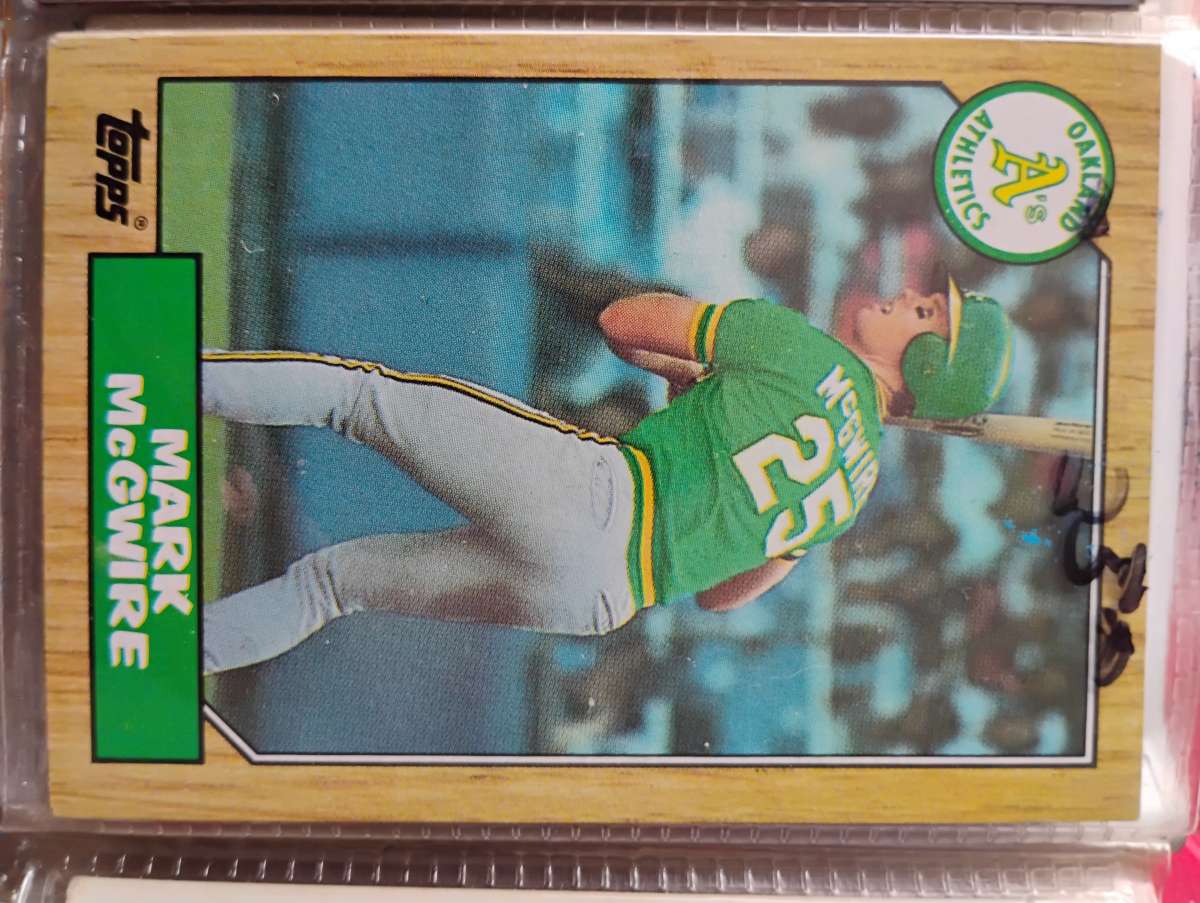 OAKLAND
A's
ATHLETICS
McGWIRE
25
topps®
MARK
McGWIRE